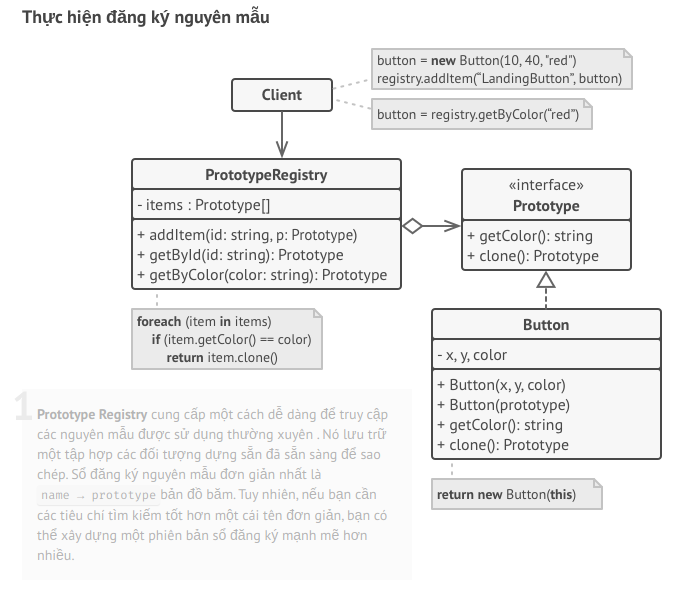 Thực hiện đăng ký nguyên mẫu
button = new Button(10, 40, "red")
registry.addItem(“LandingButton”, button)
Client
button = registry.getByColor(“red”)
PrototypeRegistry
- items : Prototype[]
+ addItem(id: string, p: Prototype)
+ getById(id: string): Prototype
+ getByColor(color: string): Prototype
«interface»
Prototype
+ getColor(): string
+ clone(): Prototype
foreach (item in items)
if (item.getColor() == color)
return item.clone()
Button
- x, y, color
+ Button(x, y, color)
+ Button(prototype)
+ getColor(): string
+ clone(): Prototype
return new Button(this)
1
Prototype Registry cung cấp một cách dễ dàng để truy cập
các nguyên mẫu được sử dụng thường xuyên . Nó lưu trữ
một tập hợp các đối tượng dựng sẵn đã sẵn sàng để sao
chép. Sổ đăng ký nguyên mẫu đơn giản nhất là
name → prototype bản đồ băm. Tuy nhiên, nếu bạn cần
các tiêu chí tìm kiếm tốt hơn một cái tên đơn giản, bạn có
thể xây dựng một phiên bản sổ đăng ký mạnh mẽ hơn
nhiều.